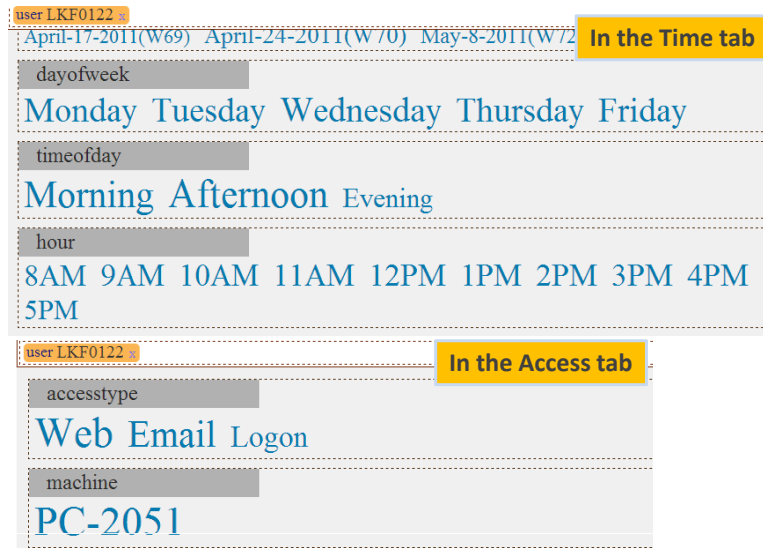 user LKF0122 x
April-17-2011(W69) April-24-2011(W70) May-8-2011(W72
In the Time tab
dayofweek
Monday Tuesday Wednesday Thursday Friday
timeofday
Morning Afternoon Evening
hour
8AM 9AM 10AM 11AM 12PM 1PM 2PM 3PM 4PM
5PM
user LKF0122 x
In the Access tab
accesstype
Web Email Logon
machine
PC-2051